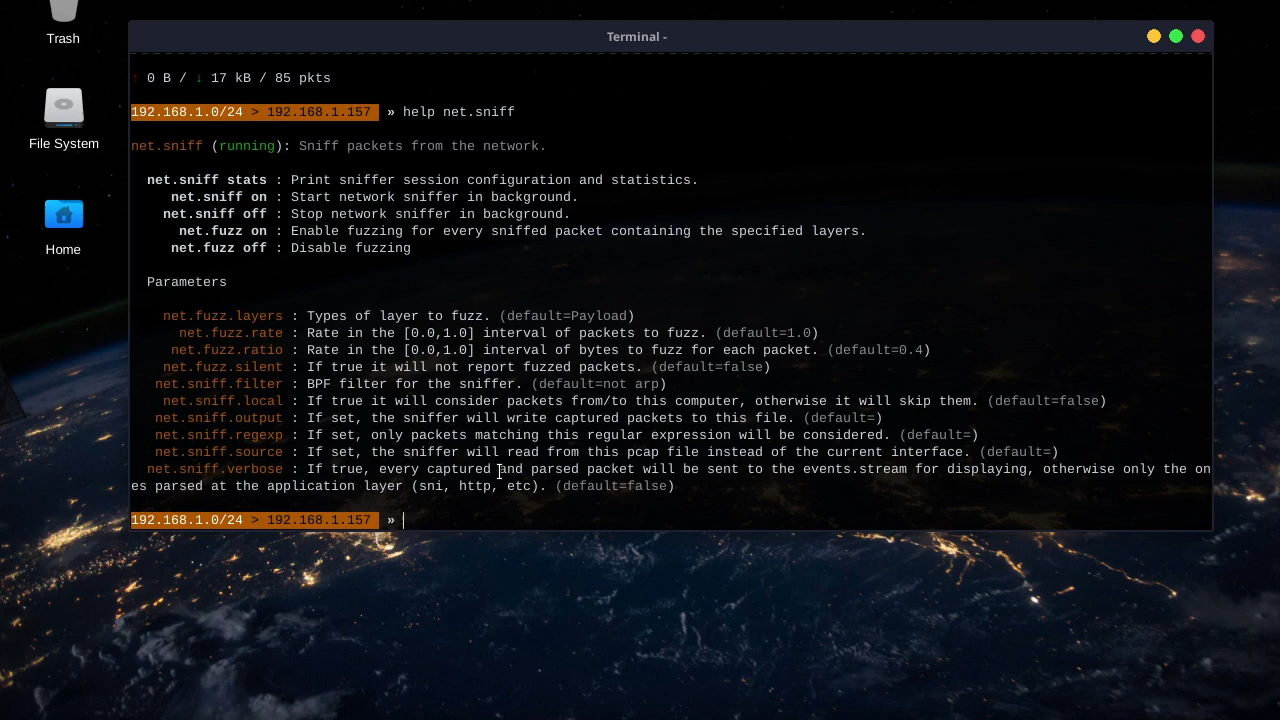 Trash
File System
Home
Terminal -
↑ 0 B / ↓ 17 kB / 85 pkts
192.168.1.0/24 > 192.168.1.157 » help net.sniff
net.sniff (running): Sniff packets from the network.
net.sniff stats : Print sniffer session configuration and statistics.
net.sniff on : Start network sniffer in background.
net.sniff off : Stop network sniffer in background.
net.fuzz on : Enable fuzzing for every sniffed packet containing the specified layers.
net.fuzz off : Disable fuzzing
Parameters
net.fuzz.layers : Types of layer to fuzz. (default=Payload)
net.fuzz.rate : Rate in the [0.0,1.0] interval of packets to fuzz. (default=1.0)
net.fuzz.ratio : Rate in the [0.0,1.0] interval of bytes to fuzz for each packet. (default=0.4)
net.fuzz.silent : If true it will not report fuzzed packets. (default=false)
net.sniff.filter : BPF filter for the sniffer. (default=not arp)
net.sniff.local : If true it will consider packets from/to this computer, otherwise it will skip them. (default=false)
net.sniff.output : If set, the sniffer will write captured packets to this file. (default=)
net.sniff.regexp : If set, only packets matching this regular expression will be considered. (default=)
net.sniff.source : If set, the sniffer will read from this pcap file instead of the current interface. (default=)
net.sniff.verbose : If true, every captured and parsed packet will be sent to the events.stream for displaying, otherwise only the on
es parsed at the application layer (sni, http, etc). (default=false)
192.168.1.0/24 > 192.168.1.157 »